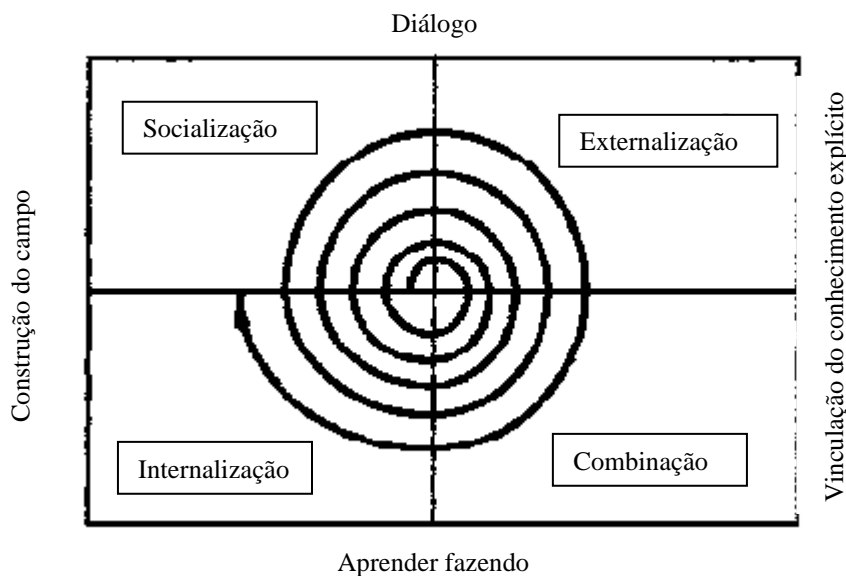 Diálogo
Socialização
Externalização
Construção do campo
Vinculação do conhecimento explícito
Internalização
Combinação
Aprender fazendo